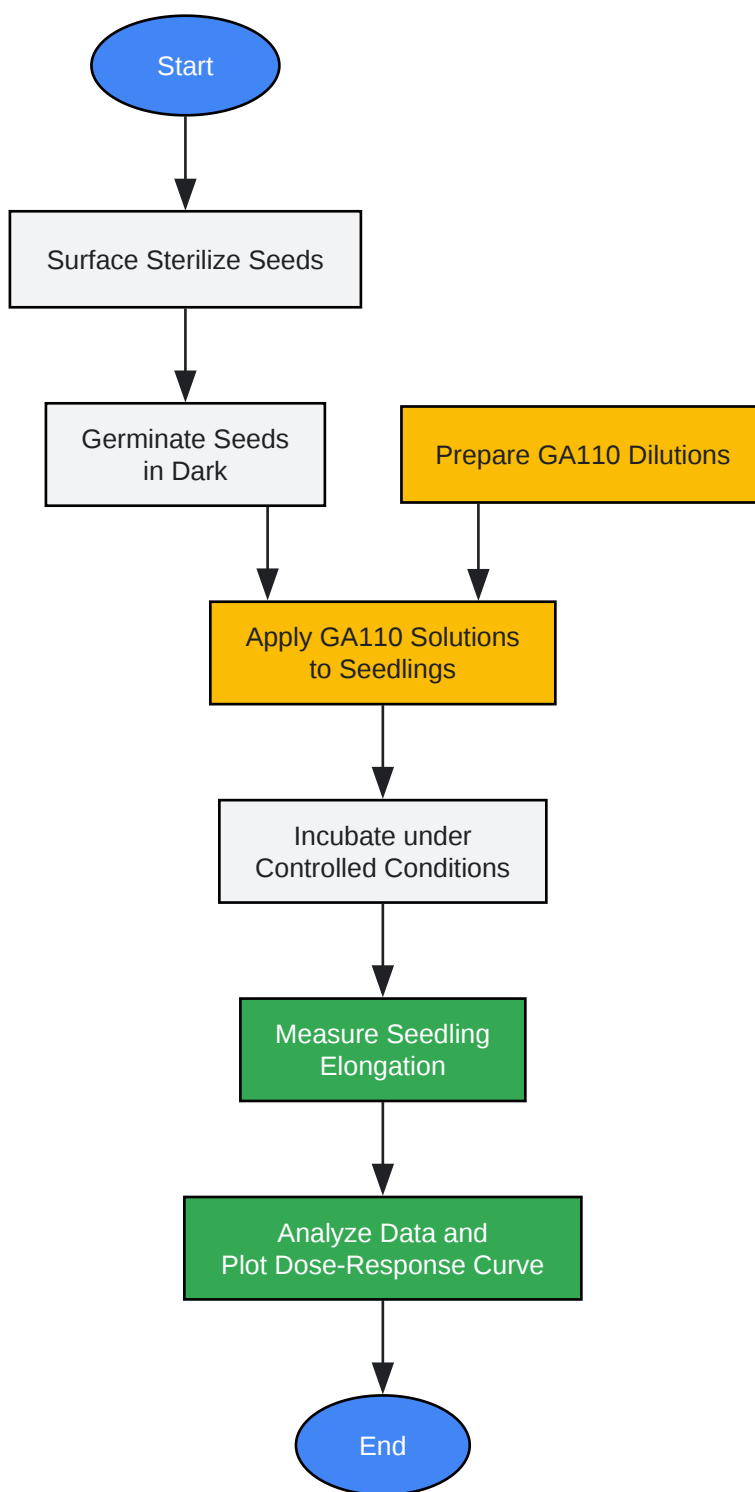 Start
Surface Sterilize Seeds
Germinate Seeds
in Dark
Prepare GA110 Dilutions
Apply GA110 Solutions
to Seedlings
Incubate under
Controlled Conditions
Measure Seedling
Elongation
Analyze Data and
Plot Dose-Response Curve
End